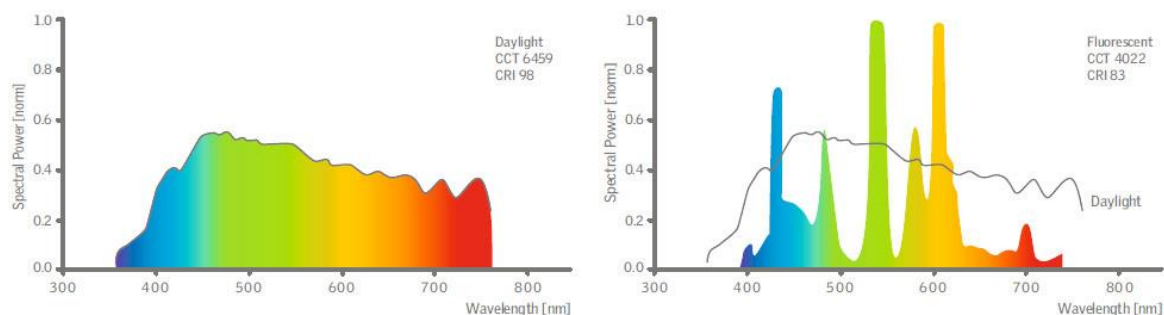 Daylight
CCT 6459
CRI 98
Spectral Power [norm]
1.0
0.8
0.6
0.4
0.2
0.0
300 400 500 600 700 800
Wavelength [nm]
Fluorescent
CCT 4022
CRI 83
Spectral Power [norm]
1.0
0.8
0.6
0.4
0.2
0.0
Daylight
300 400 500 600 700 800
Wavelength [nm]